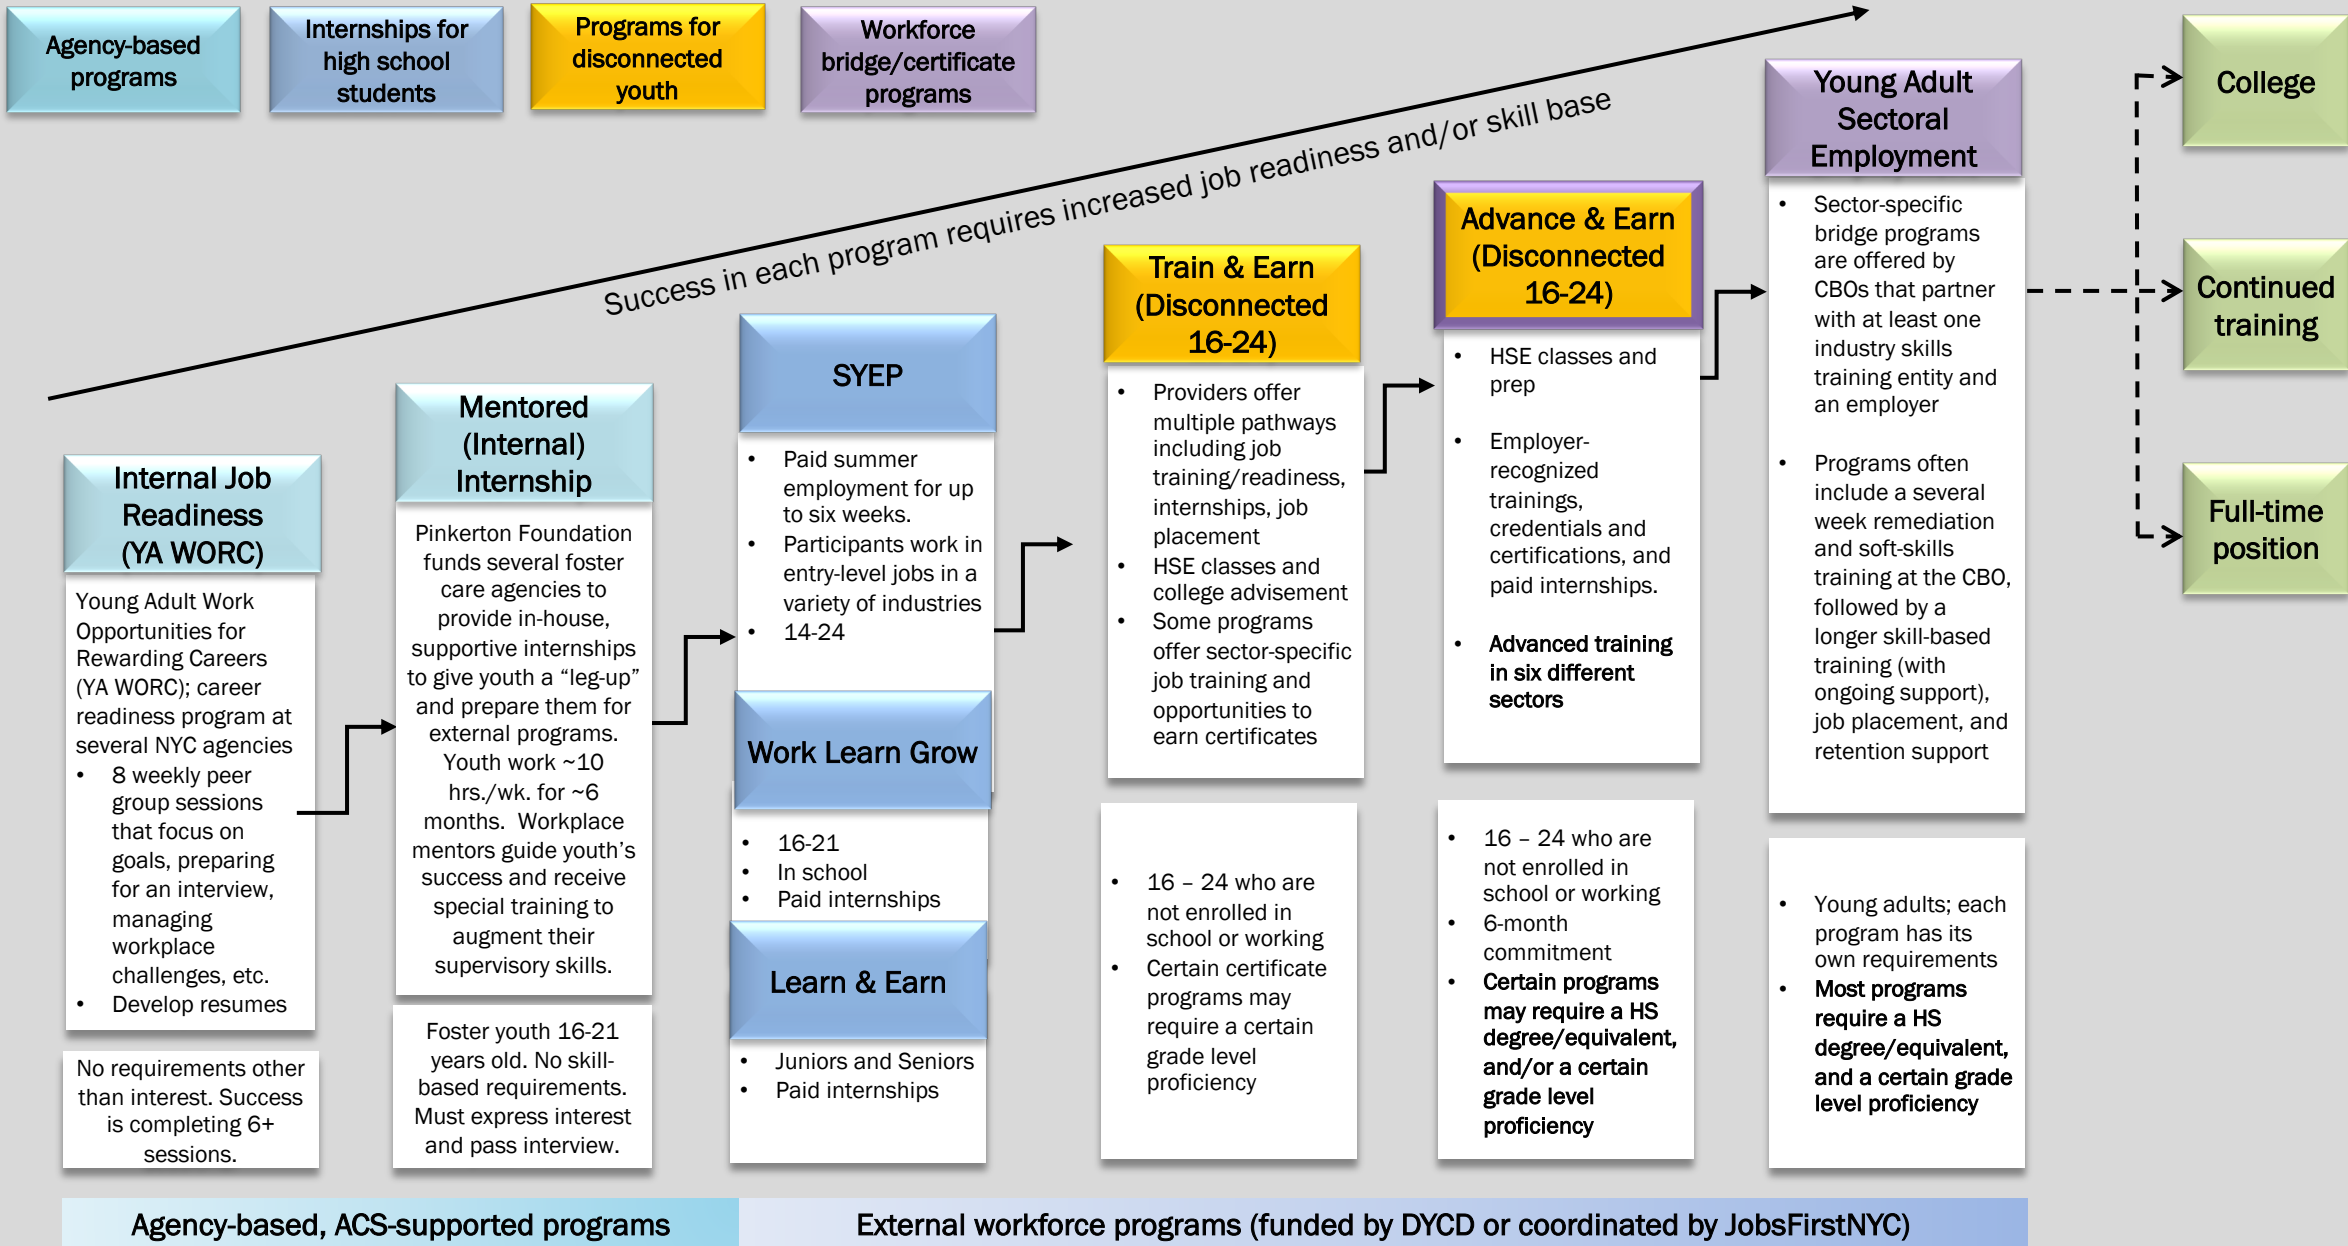 Agency-based
programs
Internships for
high school
students
Programs for
disconnected
youth
Workforce
bridge/certificate
programs
Success in each program requires increased job readiness and/or skill base
Internal Job
Readiness
(YA WORC)
Young Adult Work
Opportunities for
Rewarding Careers
(YA WORC); career
readiness program at
several NYC agencies
• 8 weekly peer
group sessions
that focus on
goals, preparing
for an interview,
managing
workplace
challenges, etc.
• Develop resumes
No requirements other
than interest. Success
is completing 6+
sessions.
Mentored
(Internal)
Internship
Pinkerton Foundation
funds several foster
care agencies to
provide in-house,
supportive internships
to give youth a “leg-up”
and prepare them for
external programs.
Youth work ~10
hrs./wk. for ~6
months. Workplace
mentors guide youth’s
success and receive
special training to
augment their
supervisory skills.
Foster youth 16-21
years old. No skill-
based requirements.
Must express interest
and pass interview.
SYEP
• Paid summer
employment for up
to six weeks.
• Participants work in
entry-level jobs in a
variety of industries
• 14-24
Work Learn Grow
• 16-21
• In school
• Paid internships
Learn & Earn
• Juniors and Seniors
• Paid internships
Train & Earn
(Disconnected
16-24)
• Providers offer
multiple pathways
including job
training/readiness,
internships, job
placement
• HSE classes and
college advisement
• Some programs
offer sector-specific
job training and
opportunities to
earn certificates
• 16 – 24 who are
not enrolled in
school or working
• Certain certificate
programs may
require a certain
grade level
proficiency
Advance & Earn
(Disconnected
16-24)
• HSE classes and
prep
• Employer-
recognized
trainings,
credentials and
certifications, and
paid internships.
• Advanced training
in six different
sectors
• 16 – 24 who are
not enrolled in
school or working
• 6-month
commitment
• Certain programs
may require a HS
degree/equivalent,
and/or a certain
grade level
proficiency
Young Adult
Sectoral
Employment
• Sector-specific
bridge programs
are offered by
CBOs that partner
with at least one
industry skills
training entity and
an employer
• Programs often
include a several
week remediation
and soft-skills
training at the CBO,
followed by a
longer skill-based
training (with
ongoing support),
job placement, and
retention support
• Young adults; each
program has its
own requirements
• Most programs
require a HS
degree/equivalent,
and a certain grade
level proficiency
College
Continued
training
Full-time
position
Agency-based, ACS-supported programs
External workforce programs (funded by DYCD or coordinated by JobsFirstNYC)